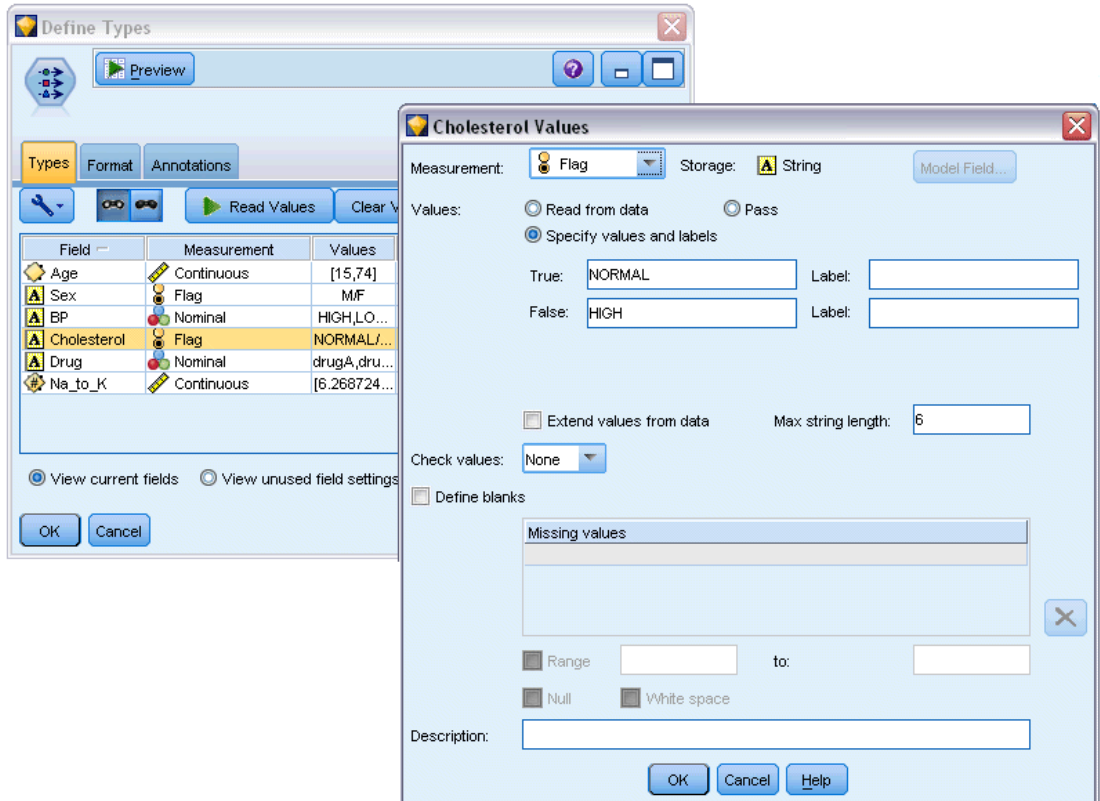 Define Types
Preview
Types Format Annotations
Read Values Clear V
Field Measurement Values
Age Continuous [15,74]
A Sex Flag M/F
A BP Nominal HIGH,LO...
A Cholesterol Flag NORMAL/...
A Drug Nominal drugA,dru...
# Na_to_K Continuous [6.268724...
View current fields View unused field settings
OK Cancel
Cholesterol Values
Measurement: Flag Storage: A String Model Field...
Values: Read from data Pass
Specify values and labels
True: NORMAL Label:
False: HIGH Label:
Extend values from data Max string length: 6
Check values: None
Define blanks
Missing values
Range to:
Null White space
Description:
OK Cancel Help